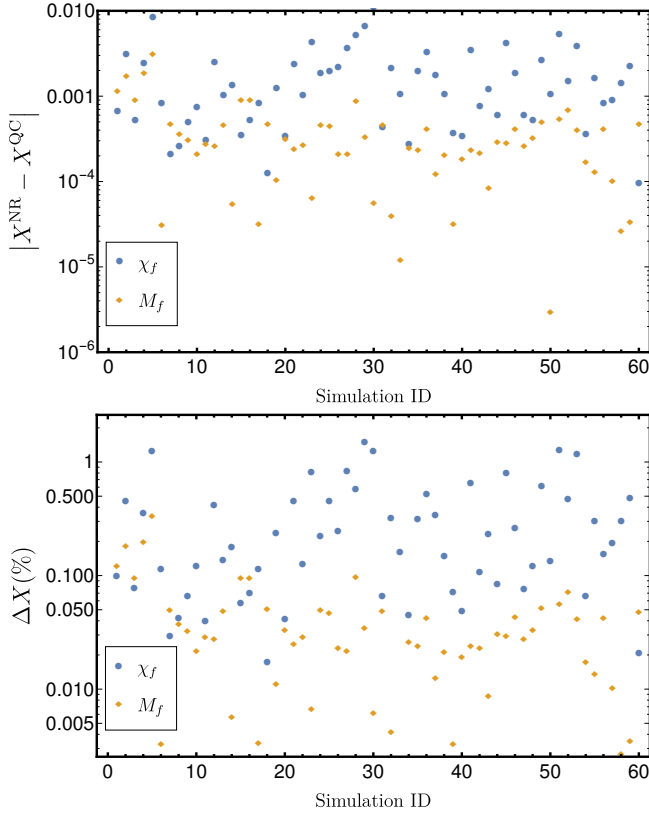 0.010
0.001
10⁻⁴
10⁻⁵
10⁻⁶
|X^NR − X^QC|
χ_f
M_f
0 10 20 30 40 50 60
Simulation ID
1
0.500
0.100
0.050
0.010
0.005
ΔX(%)
χ_f
M_f
0 10 20 30 40 50 60
Simulation ID